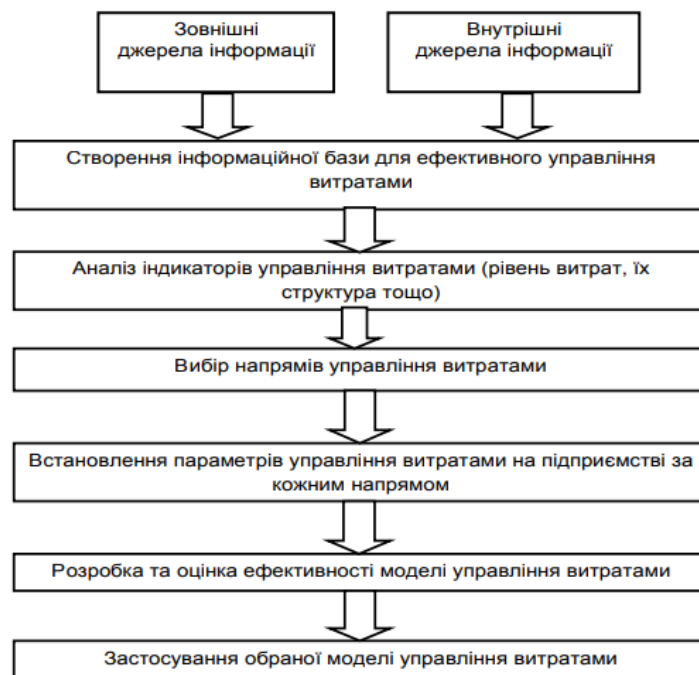 Зовнішні
джерела інформації
Внутрішні
джерела інформації
Створення інформаційної бази для ефективного управління
витратами
Аналіз індикаторів управління витратами (рівень витрат, їх
структура тощо)
Вибір напрямів управління витратами
Встановлення параметрів управління витратами на підприємстві за
кожним напрямом
Розробка та оцінка ефективності моделі управління витратами
Застосування обраної моделі управління витратами